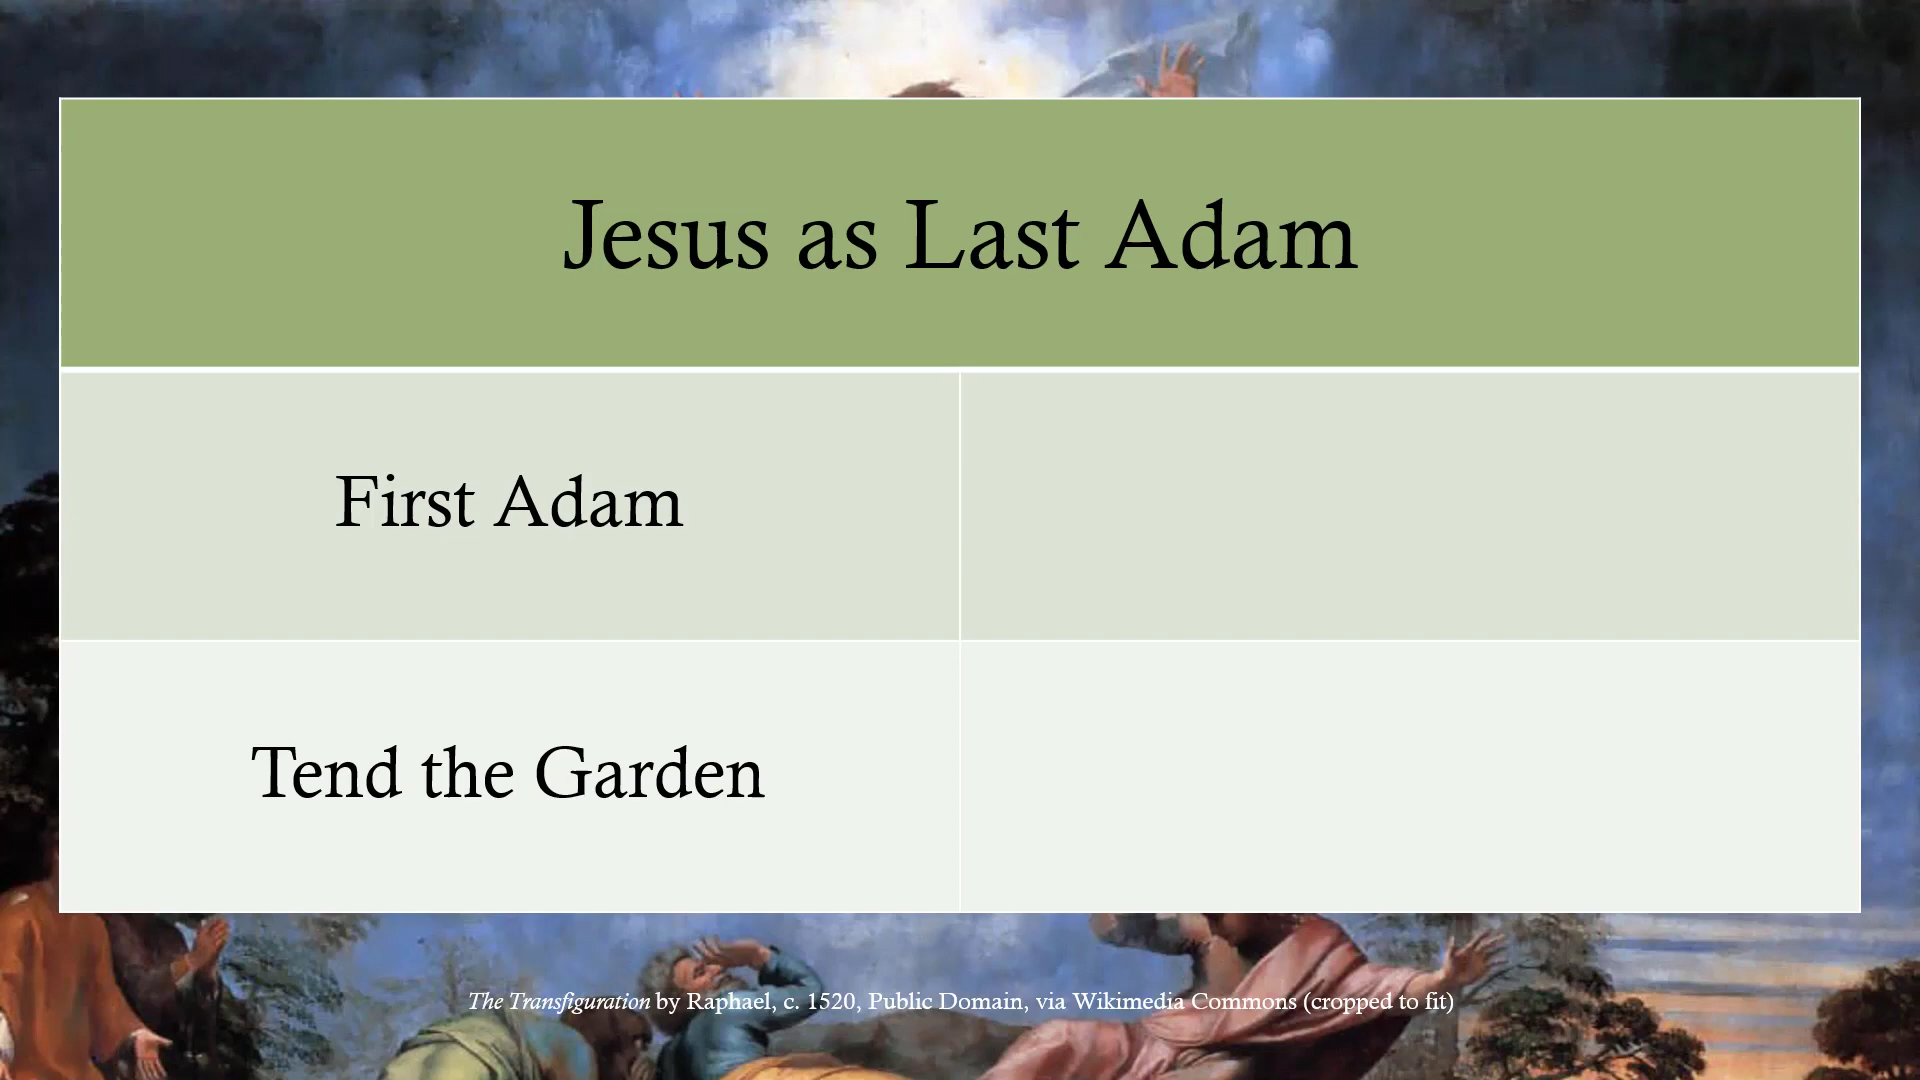 Jesus as Last Adam
First Adam
Tend the Garden
The Transfiguration by Raphael, c. 1520, Public Domain, via Wikimedia Commons (cropped to fit)